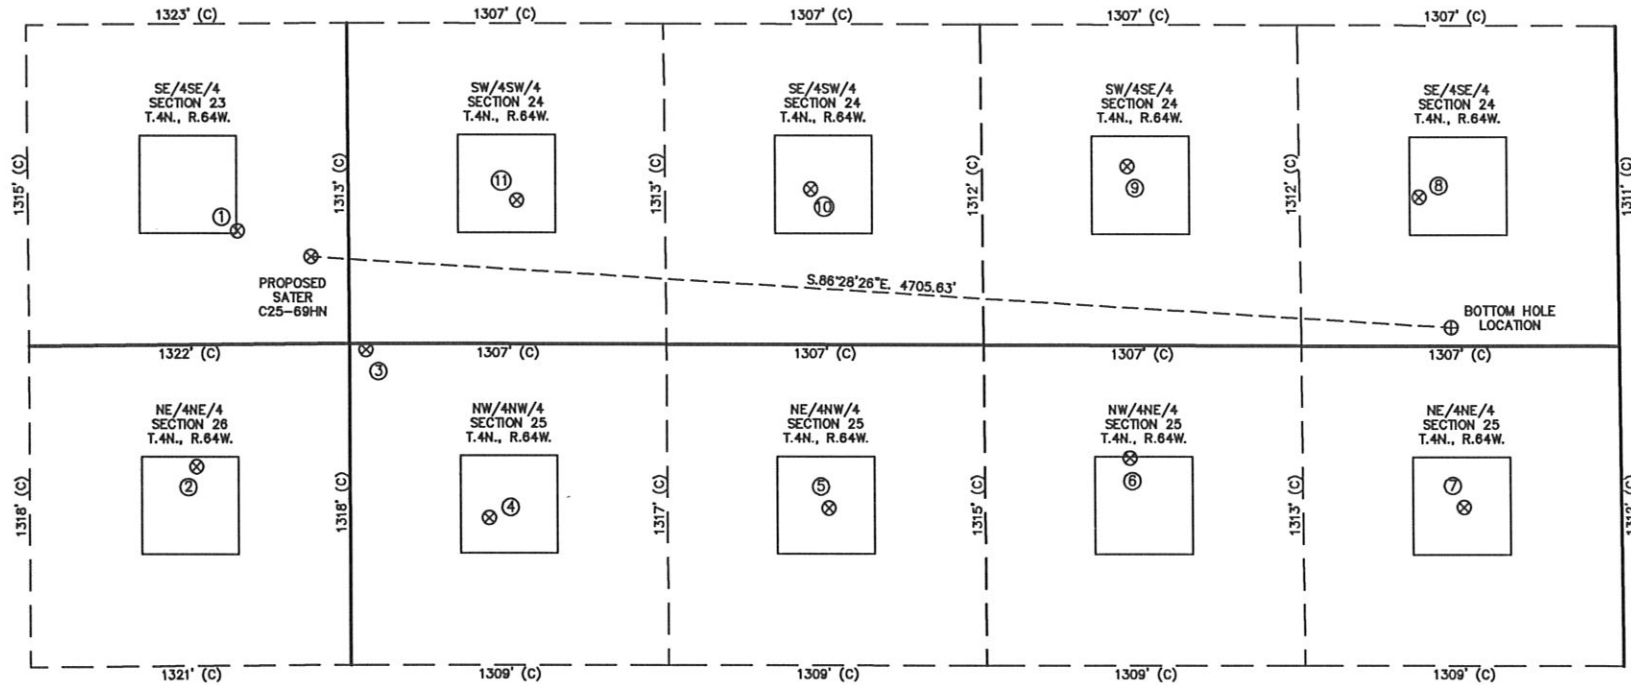 1323' (C)
1307' (C)
1307' (C)
1307' (C)
1307' (C)
SE/4SE/4
SECTION 23
T.4N., R.64W.
SW/4SW/4
SECTION 24
T.4N., R.64W.
SE/4SW/4
SECTION 24
T.4N., R.64W.
SW/4SE/4
SECTION 24
T.4N., R.64W.
SE/4SE/4
SECTION 24
T.4N., R.64W.
1315' (C)
1313' (C)
1313' (C)
1312' (C)
1312' (C)
1311' (C)
1
11
10
9
8
PROPOSED
SATER
C25-69HN
S.86°28'26"E. 4705.63'
BOTTOM HOLE
LOCATION
1322' (C)
1307' (C)
1307' (C)
1307' (C)
1307' (C)
3
NE/4NE/4
SECTION 26
T.4N., R.64W.
NW/4NW/4
SECTION 25
T.4N., R.64W.
NE/4NW/4
SECTION 25
T.4N., R.64W.
NW/4NE/4
SECTION 25
T.4N., R.64W.
NE/4NE/4
SECTION 25
T.4N., R.64W.
1318' (C)
1318' (C)
1317' (C)
1315' (C)
1313' (C)
1312' (C)
2
4
5
6
7
1321' (C)
1309' (C)
1309' (C)
1309' (C)
1309' (C)